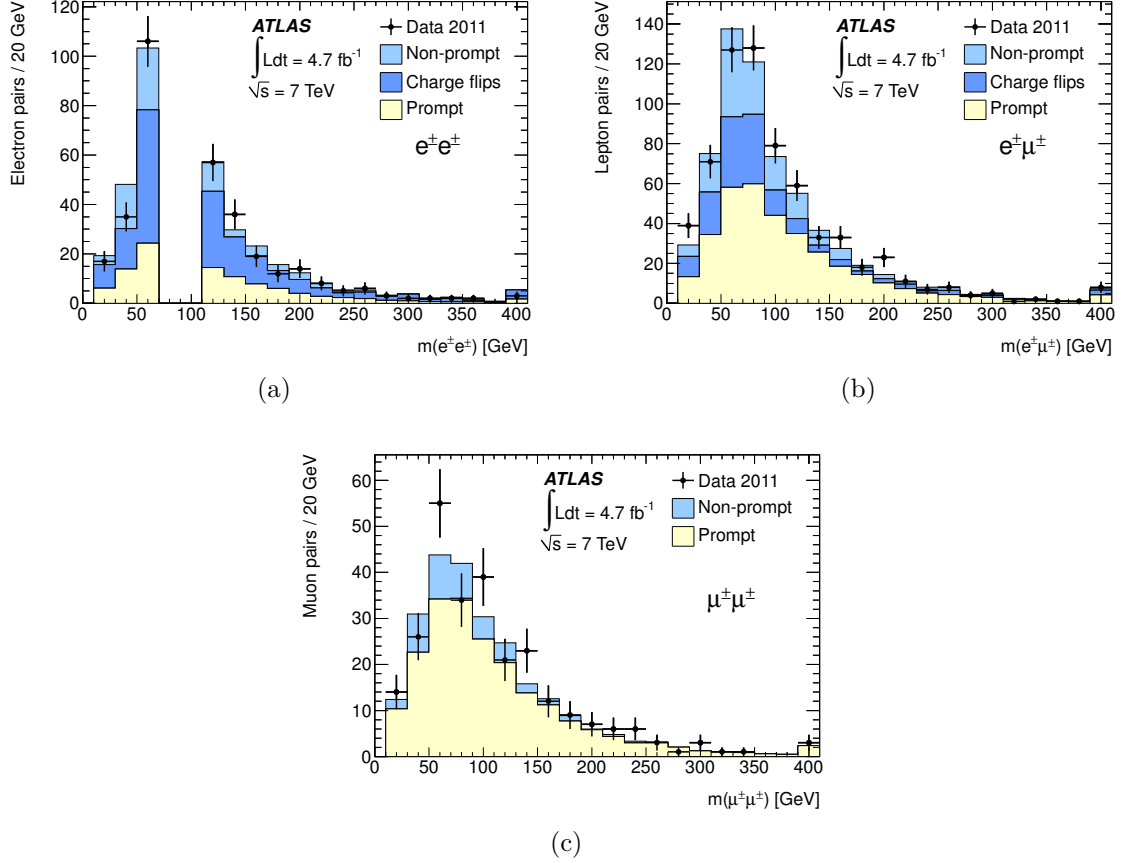 Electron pairs / 20 GeV
120
100
80
60
40
20
0
ATLAS
∫Ldt = 4.7 fb⁻¹
√s = 7 TeV
Data 2011
Non-prompt
Charge flips
Prompt
e±e±
0 50 100 150 200 250 300 350 400
m(e±e±) [GeV]
(a)
Lepton pairs / 20 GeV
140
120
100
80
60
40
20
0
ATLAS
∫Ldt = 4.7 fb⁻¹
√s = 7 TeV
Data 2011
Non-prompt
Charge flips
Prompt
e±μ±
0 50 100 150 200 250 300 350 400
m(e±μ±) [GeV]
(b)
Muon pairs / 20 GeV
60
50
40
30
20
10
0
ATLAS
∫Ldt = 4.7 fb⁻¹
√s = 7 TeV
Data 2011
Non-prompt
Prompt
μ±μ±
0 50 100 150 200 250 300 350 400
m(μ±μ±) [GeV]
(c)